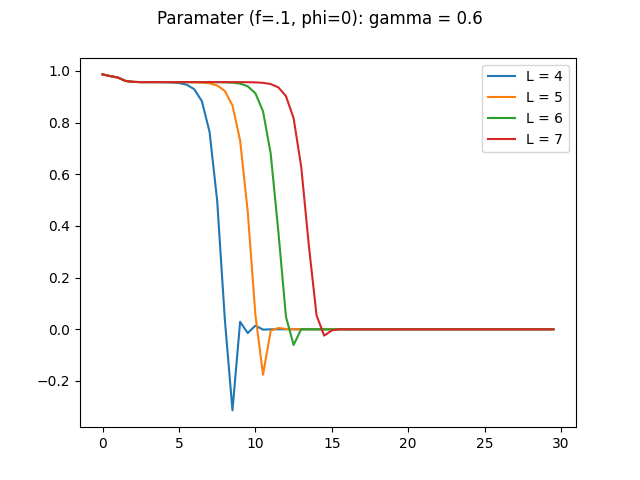 Paramater (f=.1, phi=0): gamma = 0.6
1.0
0.8
0.6
0.4
0.2
0.0
−0.2
L = 4
L = 5
L = 6
L = 7
0 5 10 15 20 25 30